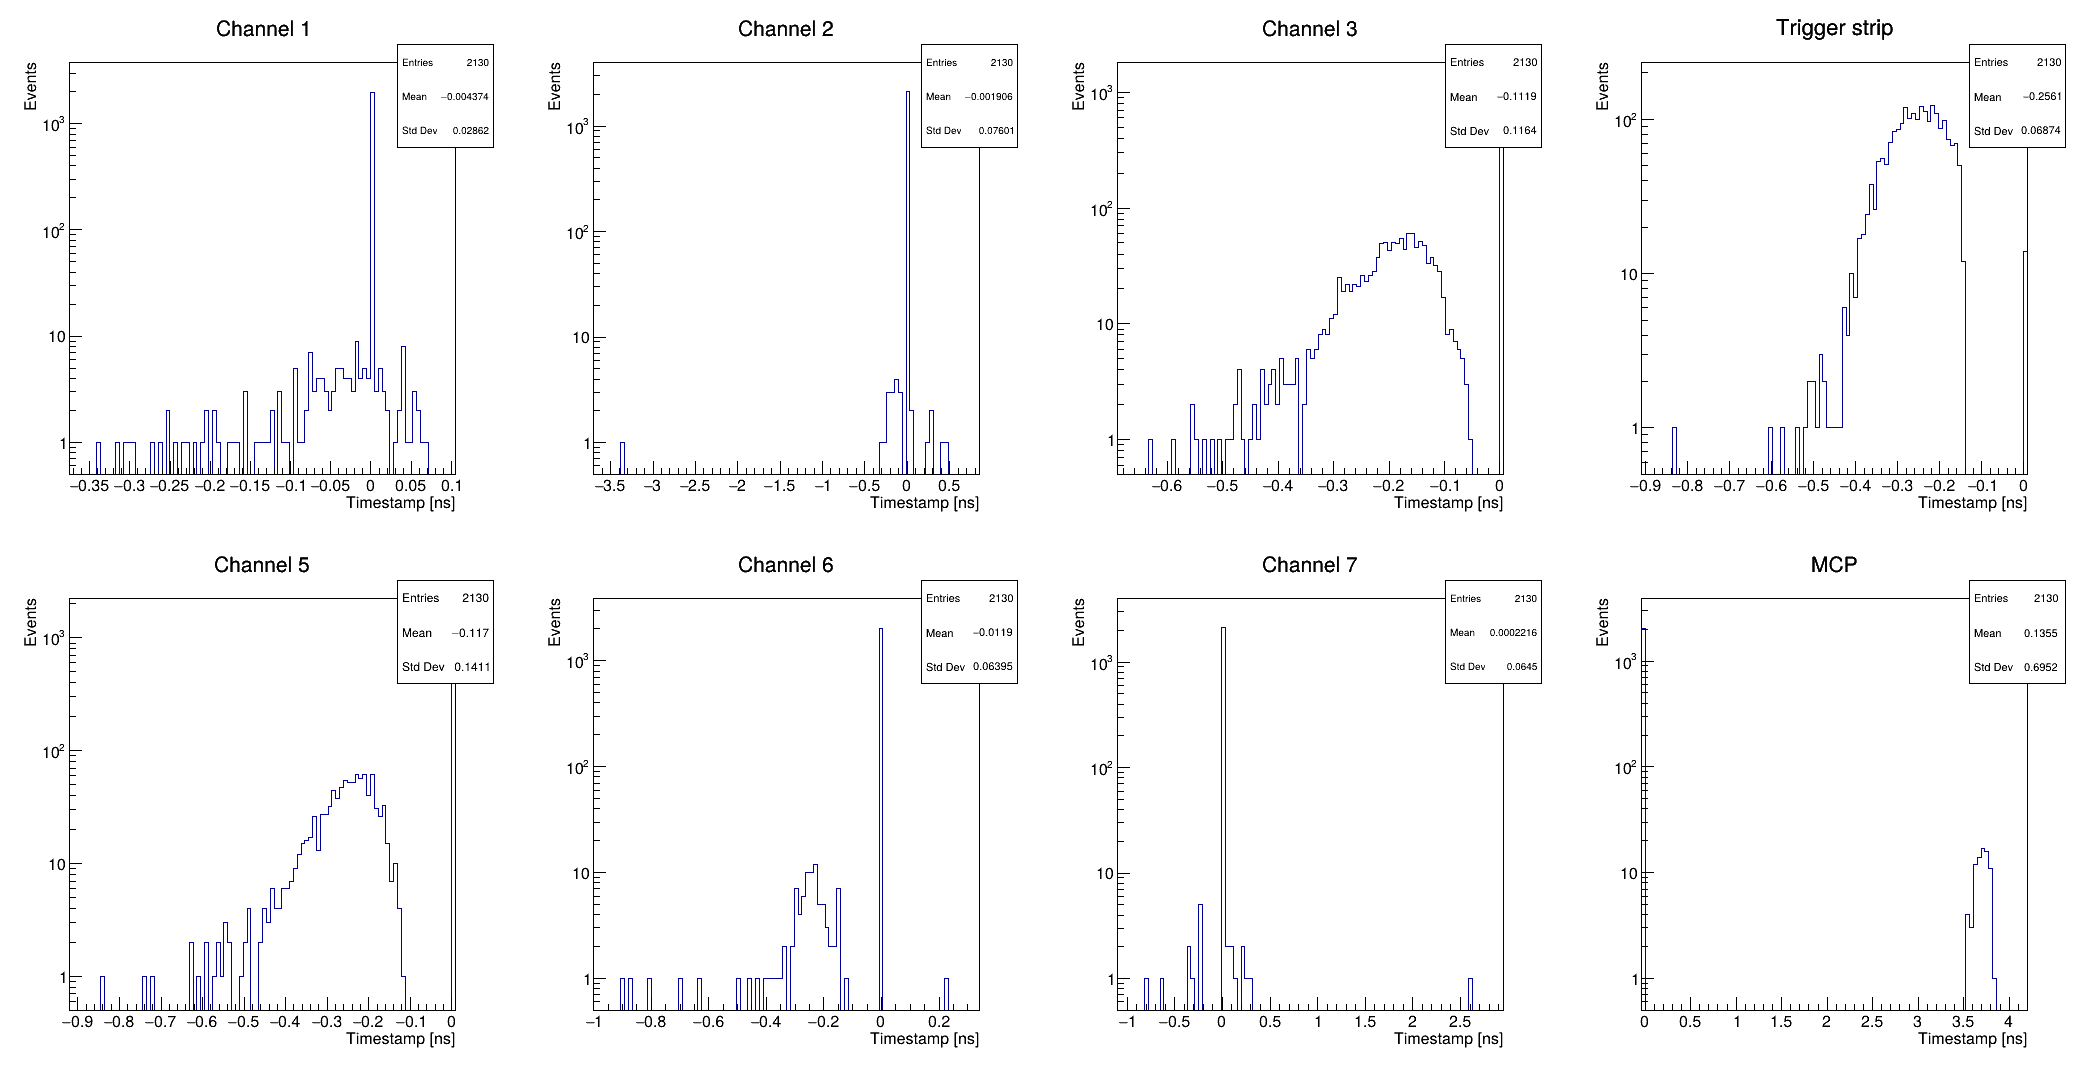 Channel 1
Events
Entries 2130
Mean −0.004374
Std Dev 0.02862
10³
10²
10
1
−0.35 −0.3 −0.25 −0.2 −0.15 −0.1 −0.05 0 0.05 0.1
Timestamp [ns]
Channel 2
Events
Entries 2130
Mean −0.001906
Std Dev 0.07601
10³
10²
10
1
−3.5 −3 −2.5 −2 −1.5 −1 −0.5 0 0.5
Timestamp [ns]
Channel 3
Events
Entries 2130
Mean −0.1119
Std Dev 0.1164
10³
10²
10
1
−0.6 −0.5 −0.4 −0.3 −0.2 −0.1 0
Timestamp [ns]
Trigger strip
Events
Entries 2130
Mean −0.2561
Std Dev 0.06874
10²
10
1
−0.9 −0.8 −0.7 −0.6 −0.5 −0.4 −0.3 −0.2 −0.1 0
Timestamp [ns]
Channel 5
Events
Entries 2130
Mean −0.117
Std Dev 0.1411
10³
10²
10
1
−0.9 −0.8 −0.7 −0.6 −0.5 −0.4 −0.3 −0.2 −0.1 0
Timestamp [ns]
Channel 6
Events
Entries 2130
Mean −0.0119
Std Dev 0.06395
10³
10²
10
1
−1 −0.8 −0.6 −0.4 −0.2 0 0.2
Timestamp [ns]
Channel 7
Events
Entries 2130
Mean 0.0002216
Std Dev 0.0645
10³
10²
10
1
−1 −0.5 0 0.5 1 1.5 2 2.5
Timestamp [ns]
MCP
Events
Entries 2130
Mean 0.1355
Std Dev 0.6952
10³
10²
10
1
0 0.5 1 1.5 2 2.5 3 3.5 4
Timestamp [ns]